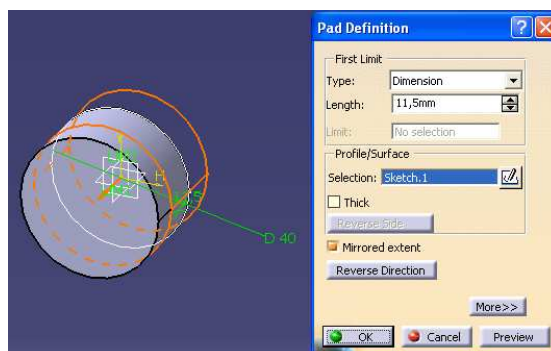 Pad Definition
First Limit
Type: Dimension
Length: 11,5mm
Limit: No selection
Profile/Surface
Selection: Sketch.1
Thick
Reverse Side
Mirrored extent
Reverse Direction
More>>
OK Cancel Preview
H
D 40